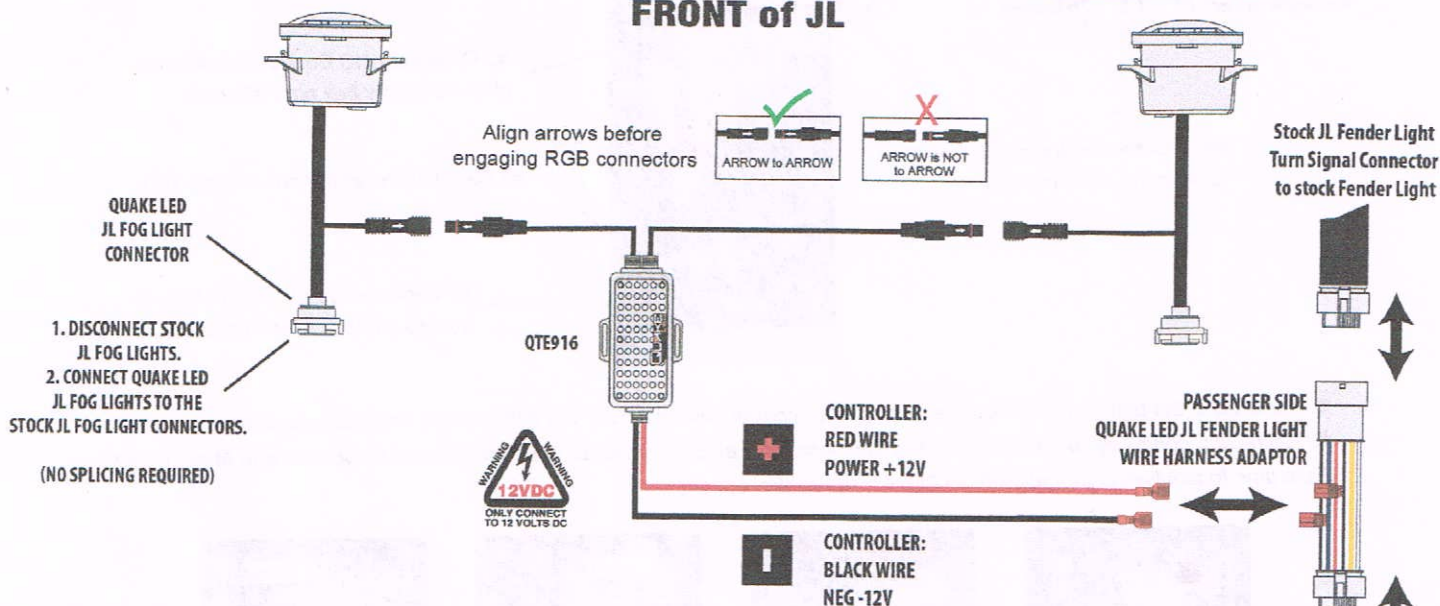 FRONT of JL
Align arrows before
engaging RGB connectors
ARROW to ARROW
ARROW is NOT
to ARROW
Stock JL Fender Light
Turn Signal Connector
to stock Fender Light
QUAKE LED
JL FOG LIGHT
CONNECTOR
1. DISCONNECT STOCK
JL FOG LIGHTS.
2. CONNECT QUAKE LED
JL FOG LIGHTS TO THE
STOCK JL FOG LIGHT CONNECTORS.
(NO SPLICING REQUIRED)
QTE916
WARNING
WARNING
12VDC
ONLY CONNECT
TO 12 VOLTS DC
CONTROLLER:
RED WIRE
POWER +12V
CONTROLLER:
BLACK WIRE
NEG -12V
PASSENGER SIDE
QUAKE LED JL FENDER LIGHT
WIRE HARNESS ADAPTOR